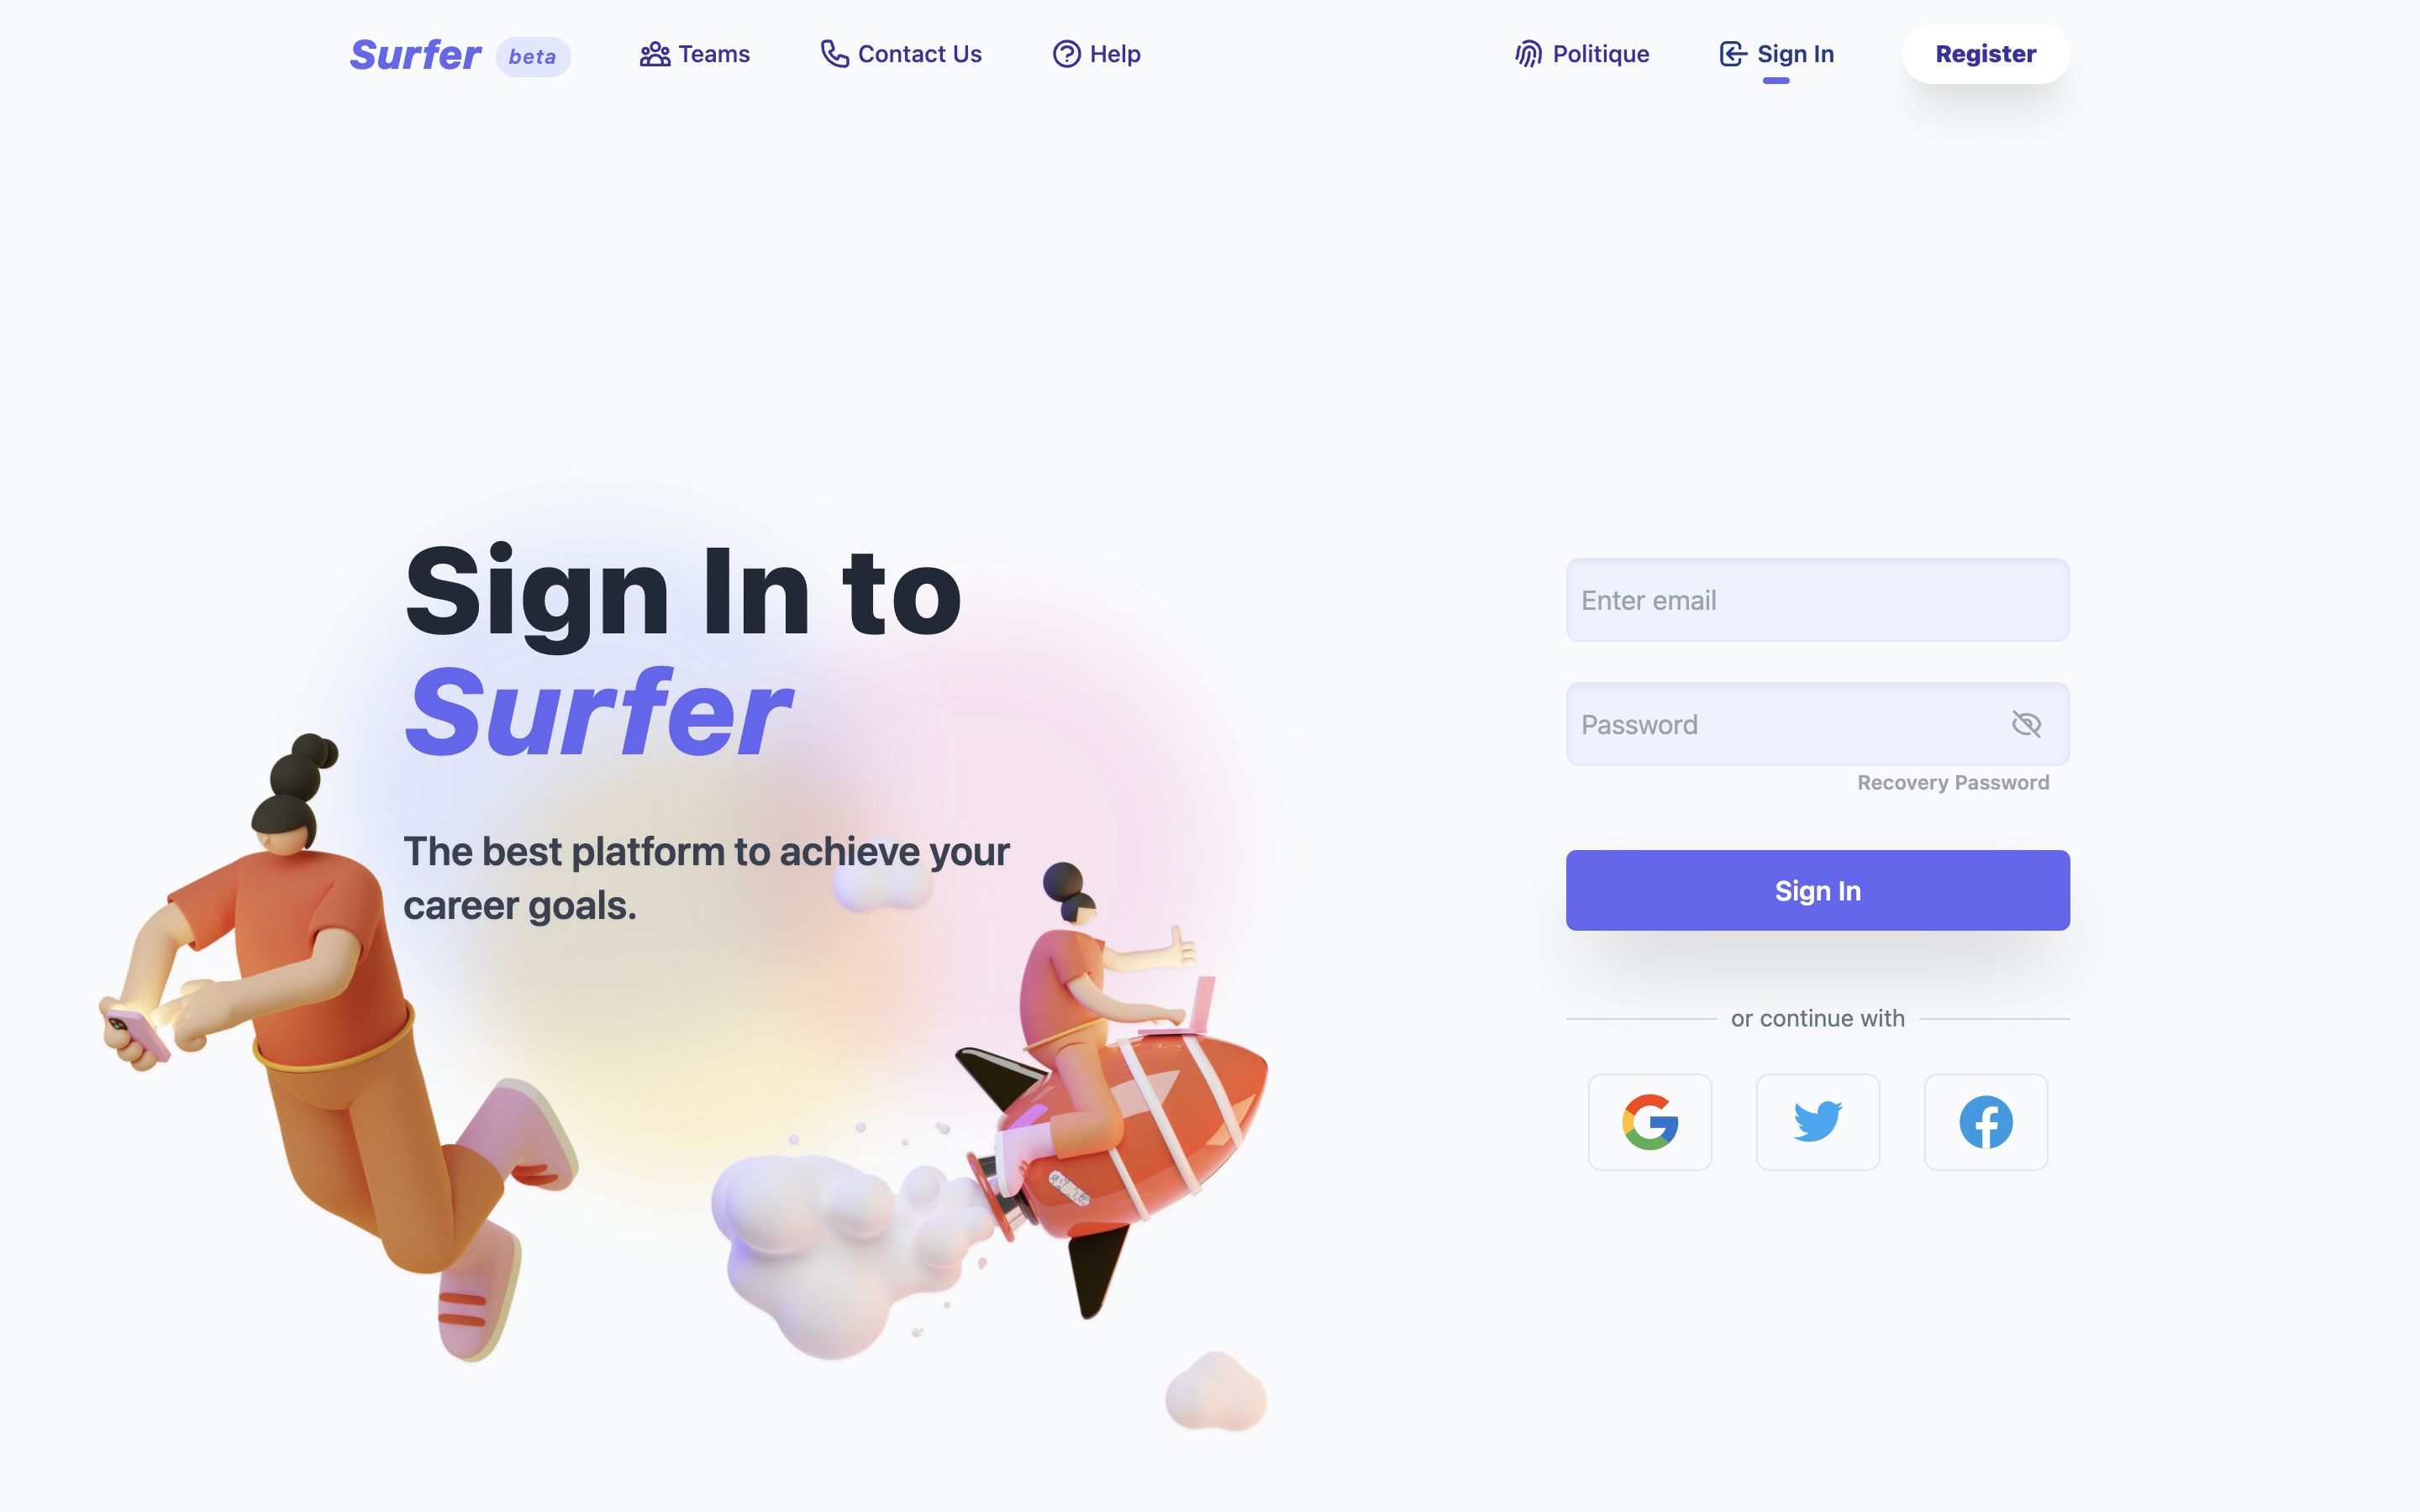 Surfer beta
Teams
Contact Us
Help
Politique
Sign In
Register
Sign In to
Surfer
The best platform to achieve your
career goals.
Enter email
Password
Recovery Password
Sign In
or continue with